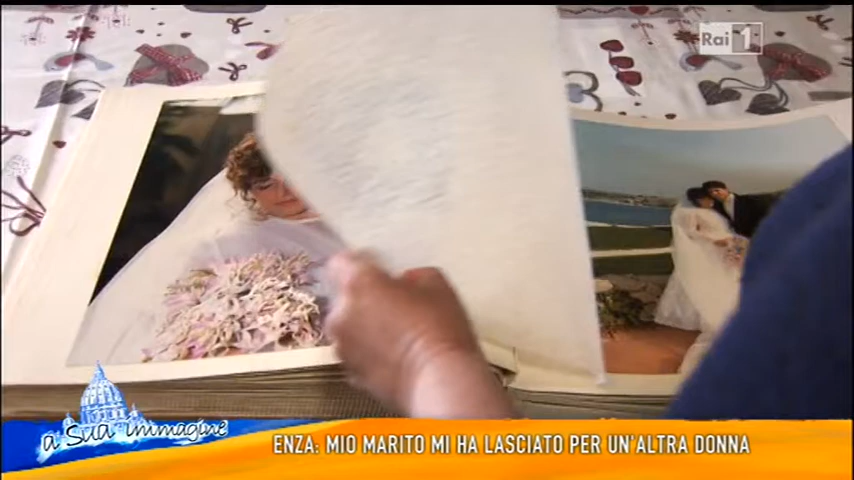 Rai 1
a Sua immagine
ENZA: MIO MARITO MI HA LASCIATO PER UN'ALTRA DONNA